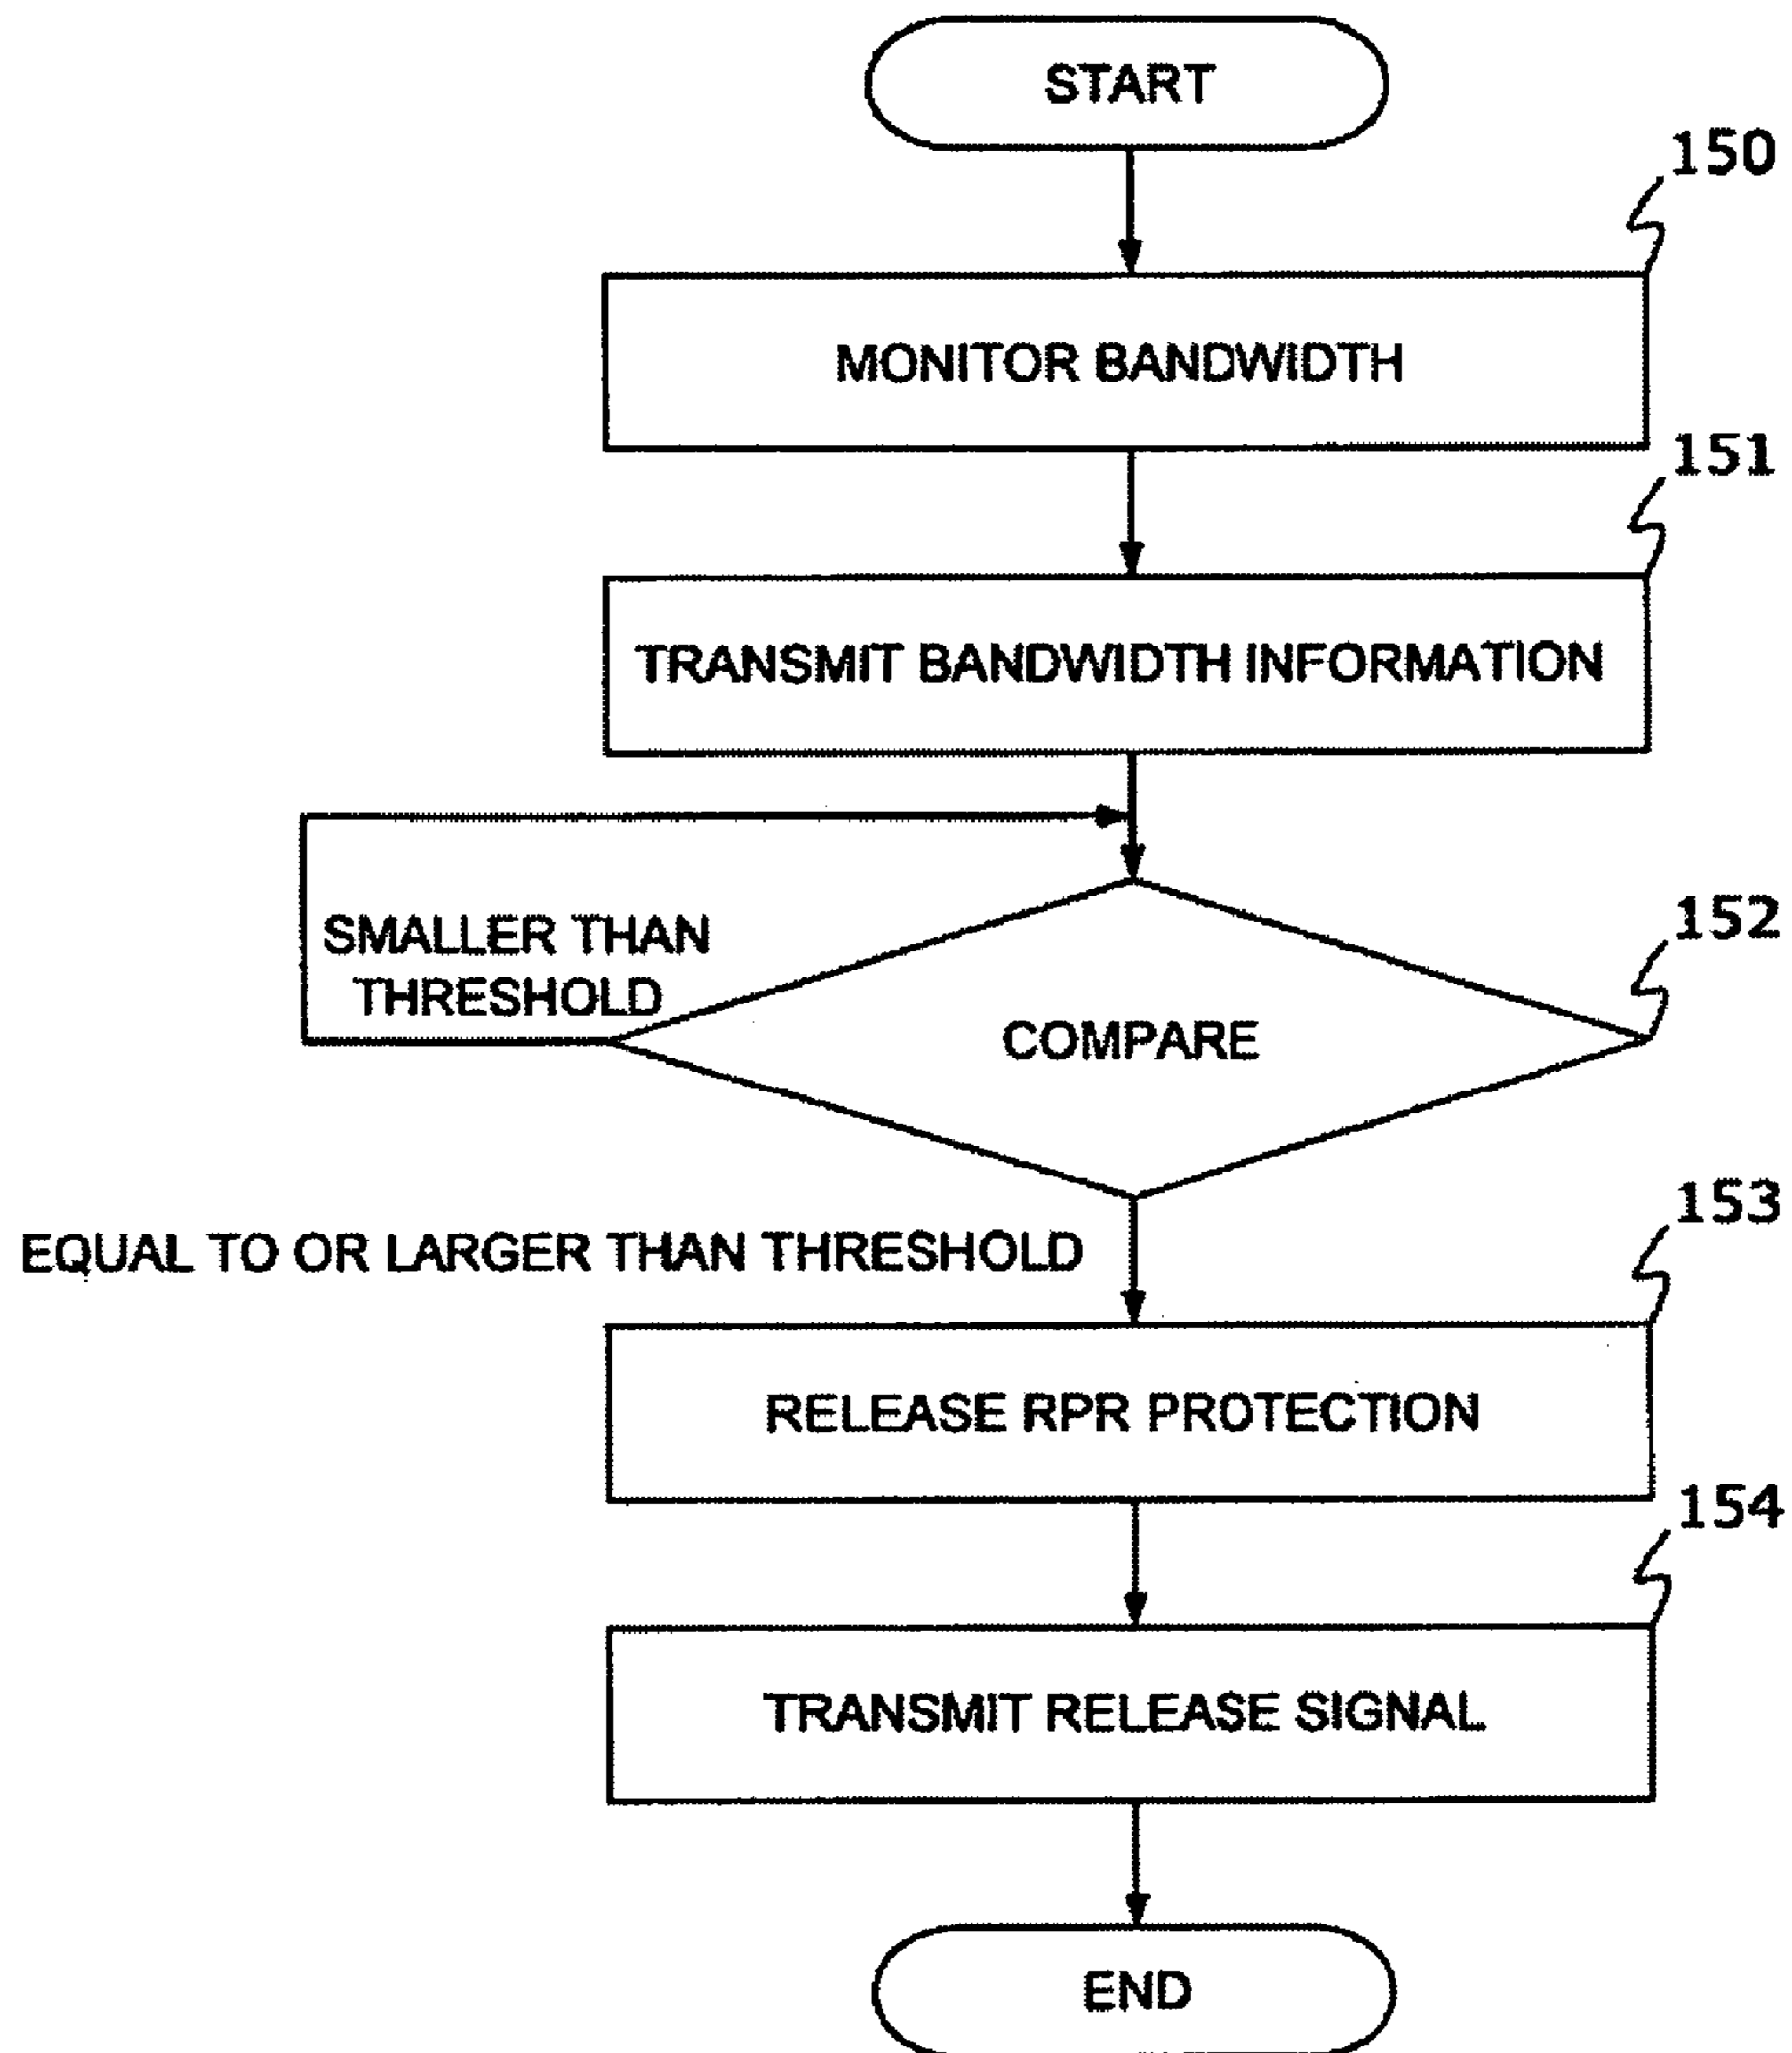 START
150
MONITOR BANDWIDTH
151
TRANSMIT BANDWIDTH INFORMATION
SMALLER THAN
THRESHOLD
152
COMPARE
153
EQUAL TO OR LARGER THAN THRESHOLD
RELEASE RPR PROTECTION
154
TRANSMIT RELEASE SIGNAL
END